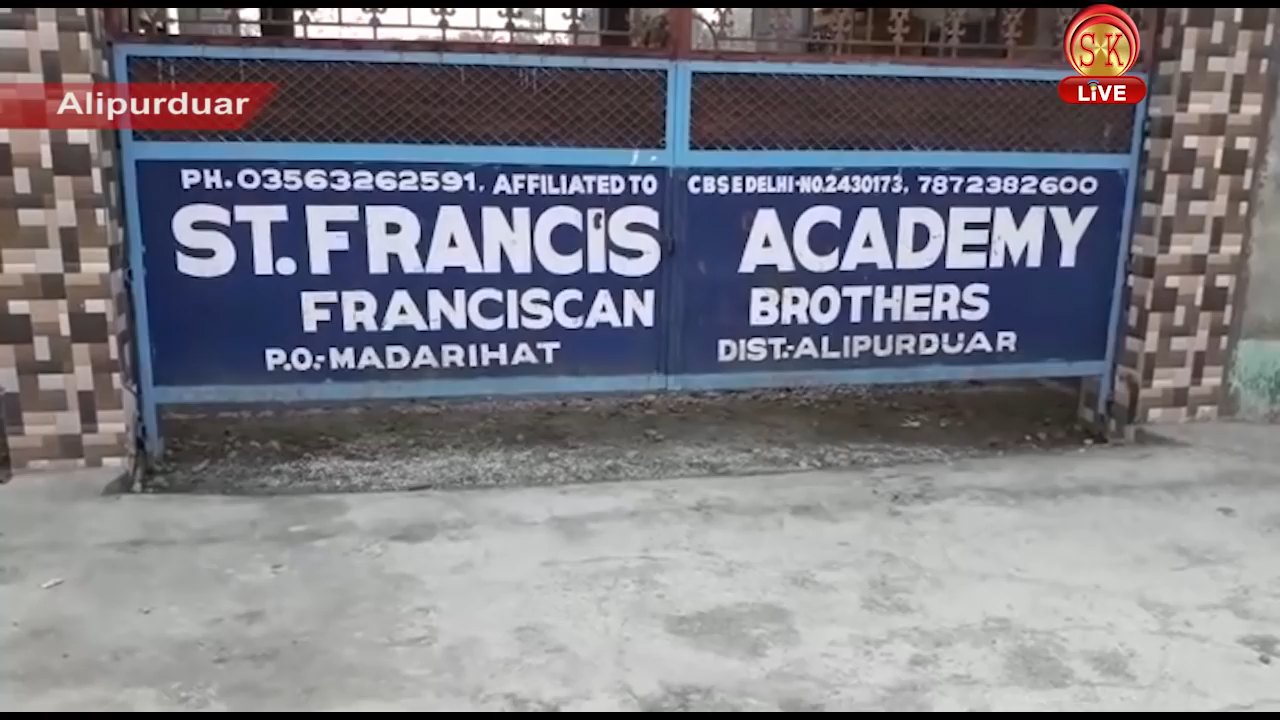 SK
LIVE
Alipurduar
PH.03563262591. AFFILIATED TO CBSE DELHI-NO.2430173, 7872382600
ST.FRANCIS ACADEMY
FRANCISCAN BROTHERS
P.O:-MADARIHAT DIST:-ALIPURDUAR